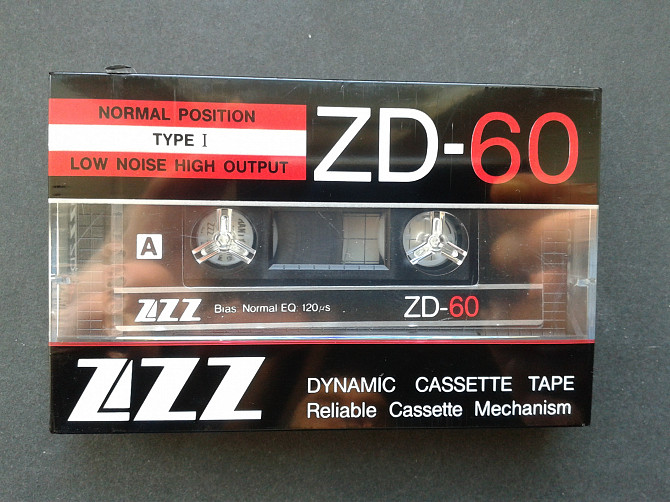 NORMAL POSITION
TYPE I
LOW NOISE HIGH OUTPUT
ZD-60
A
ZZZ Bias: Normal EQ: 120µs ZD-60
ZZZ
DYNAMIC CASSETTE TAPE
Reliable Cassette Mechanism